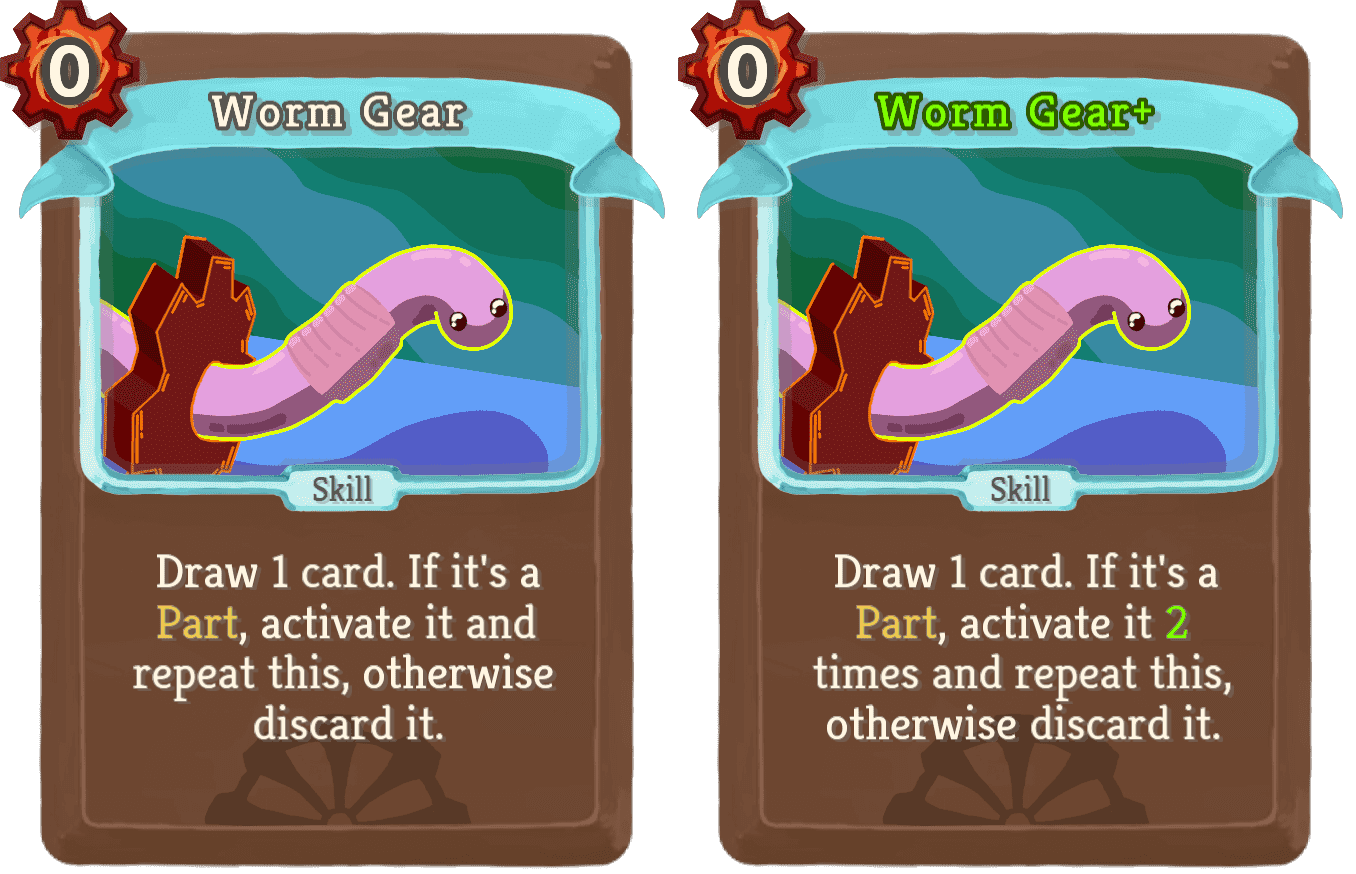 0
Worm Gear
Skill
Draw 1 card. If it's a
Part, activate it and
repeat this, otherwise
discard it.
0
Worm Gear+
Skill
Draw 1 card. If it's a
Part, activate it 2
times and repeat this,
otherwise discard it.